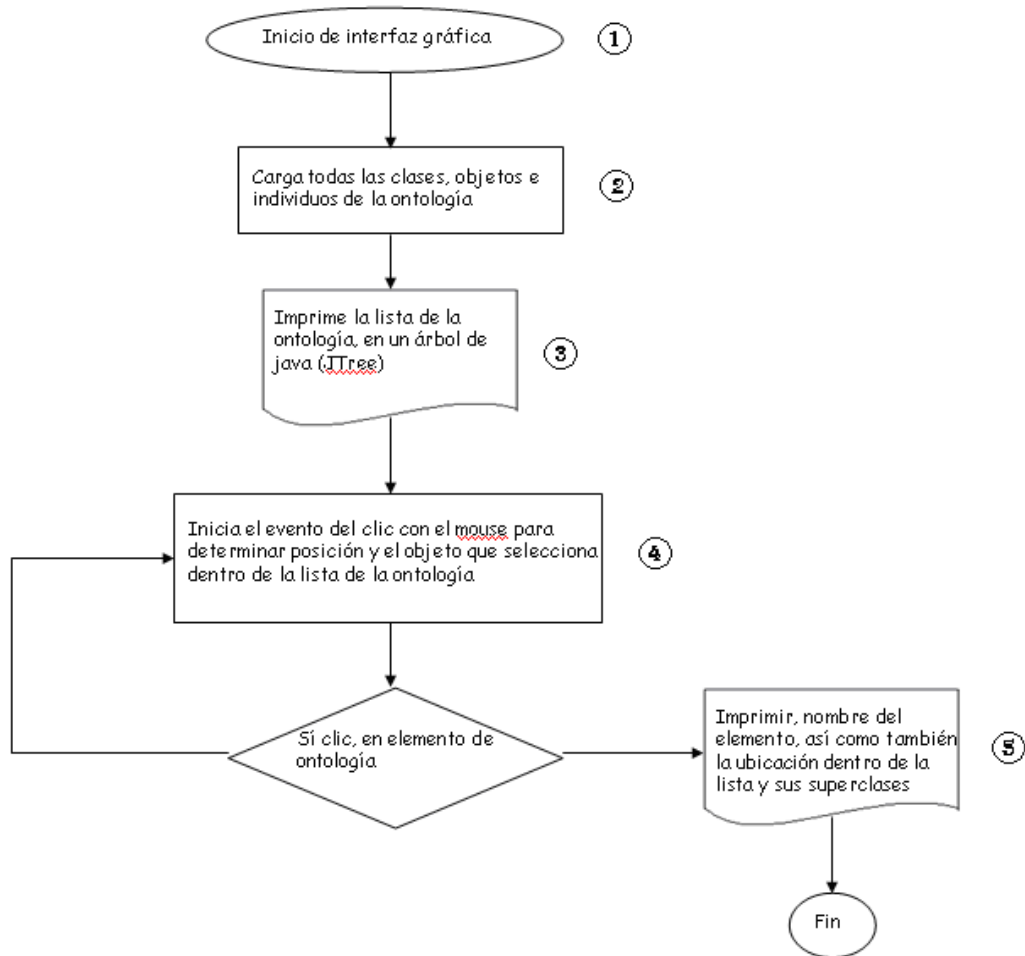 Inicio de interfaz gráfica
1
Carga todas las clases, objetos e
individuos de la ontología
2
Imprime la lista de la
ontología, en un árbol de
java (JTree)
3
Inicia el evento del clic con el mouse para
determinar posición y el objeto que selecciona
dentro de la lista de la ontología
4
Sí clic, en elemento de
ontología
Imprimir, nombre del
elemento, así como también
la ubicación dentro de la
lista y sus superclases
5
Fin